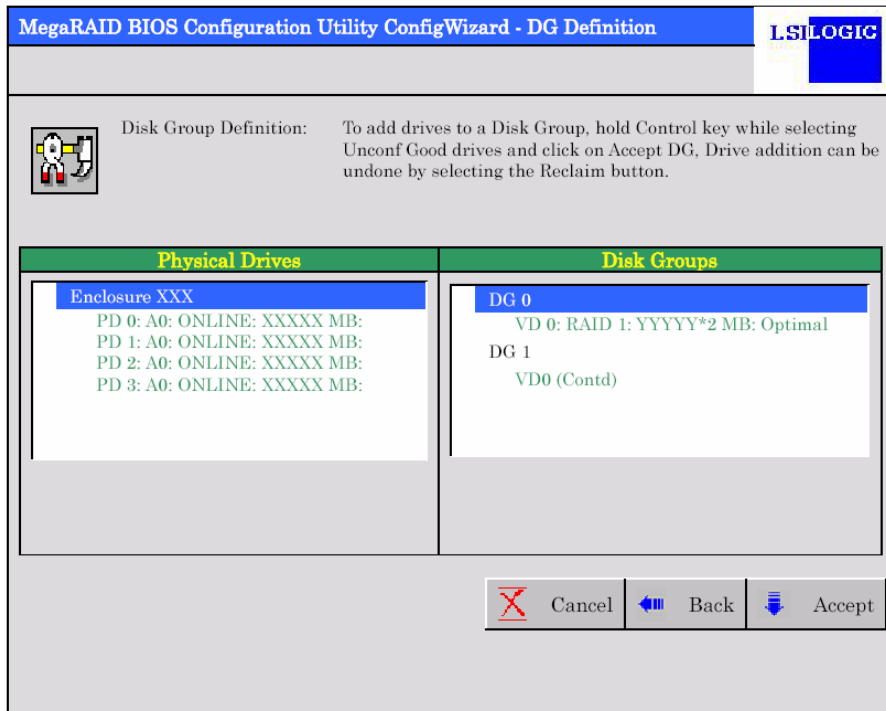 MegaRAID BIOS Configuration Utility ConfigWizard - DG Definition
LSILOGIC
Disk Group Definition:
To add drives to a Disk Group, hold Control key while selecting
Unconf Good drives and click on Accept DG, Drive addition can be
undone by selecting the Reclaim button.
Physical Drives
Enclosure XXX
PD 0: A0: ONLINE: XXXXX MB:
PD 1: A0: ONLINE: XXXXX MB:
PD 2: A0: ONLINE: XXXXX MB:
PD 3: A0: ONLINE: XXXXX MB:
Disk Groups
DG 0
VD 0: RAID 1: YYYYY*2 MB: Optimal
DG 1
VD0 (Contd)
Cancel
Back
Accept